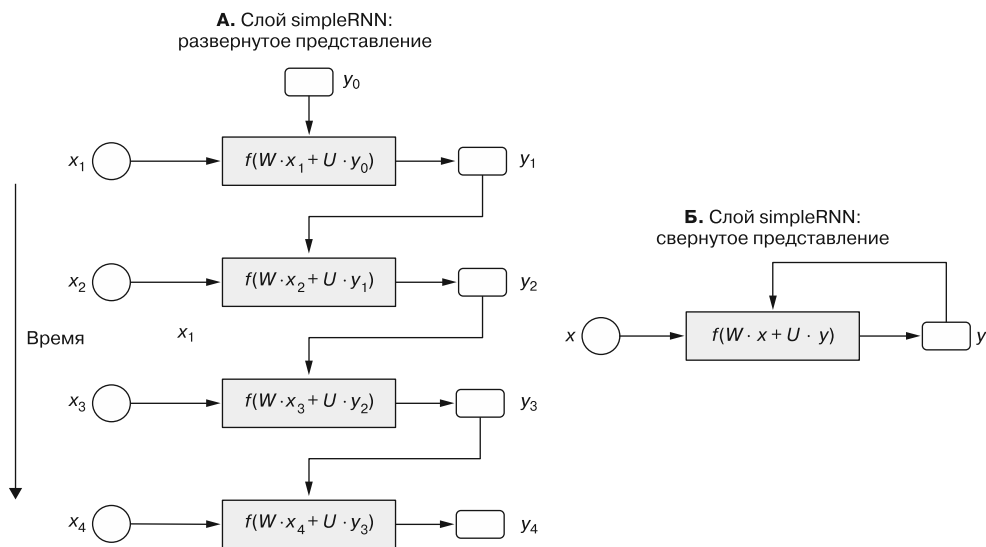 А. Слой simpleRNN:
развернутое представление
y0
x1
f(W·x1 + U·y0)
y1
x2
f(W·x2 + U·y1)
y2
Время
x1
x3
f(W·x3 + U·y2)
y3
x4
f(W·x4 + U·y3)
y4
Б. Слой simpleRNN:
свернутое представление
x
f(W· x + U· y)
y